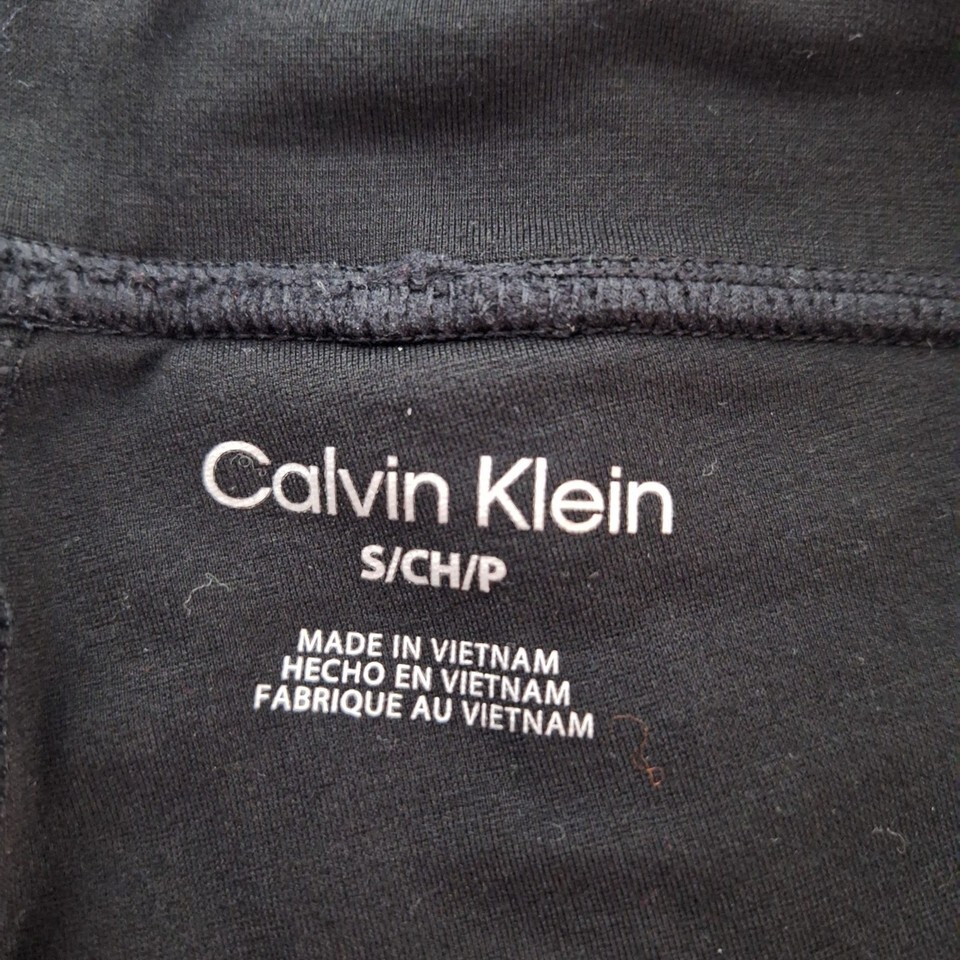 Calvin Klein
S/CH/P
MADE IN VIETNAM
HECHO EN VIETNAM
FABRIQUE AU VIETNAM